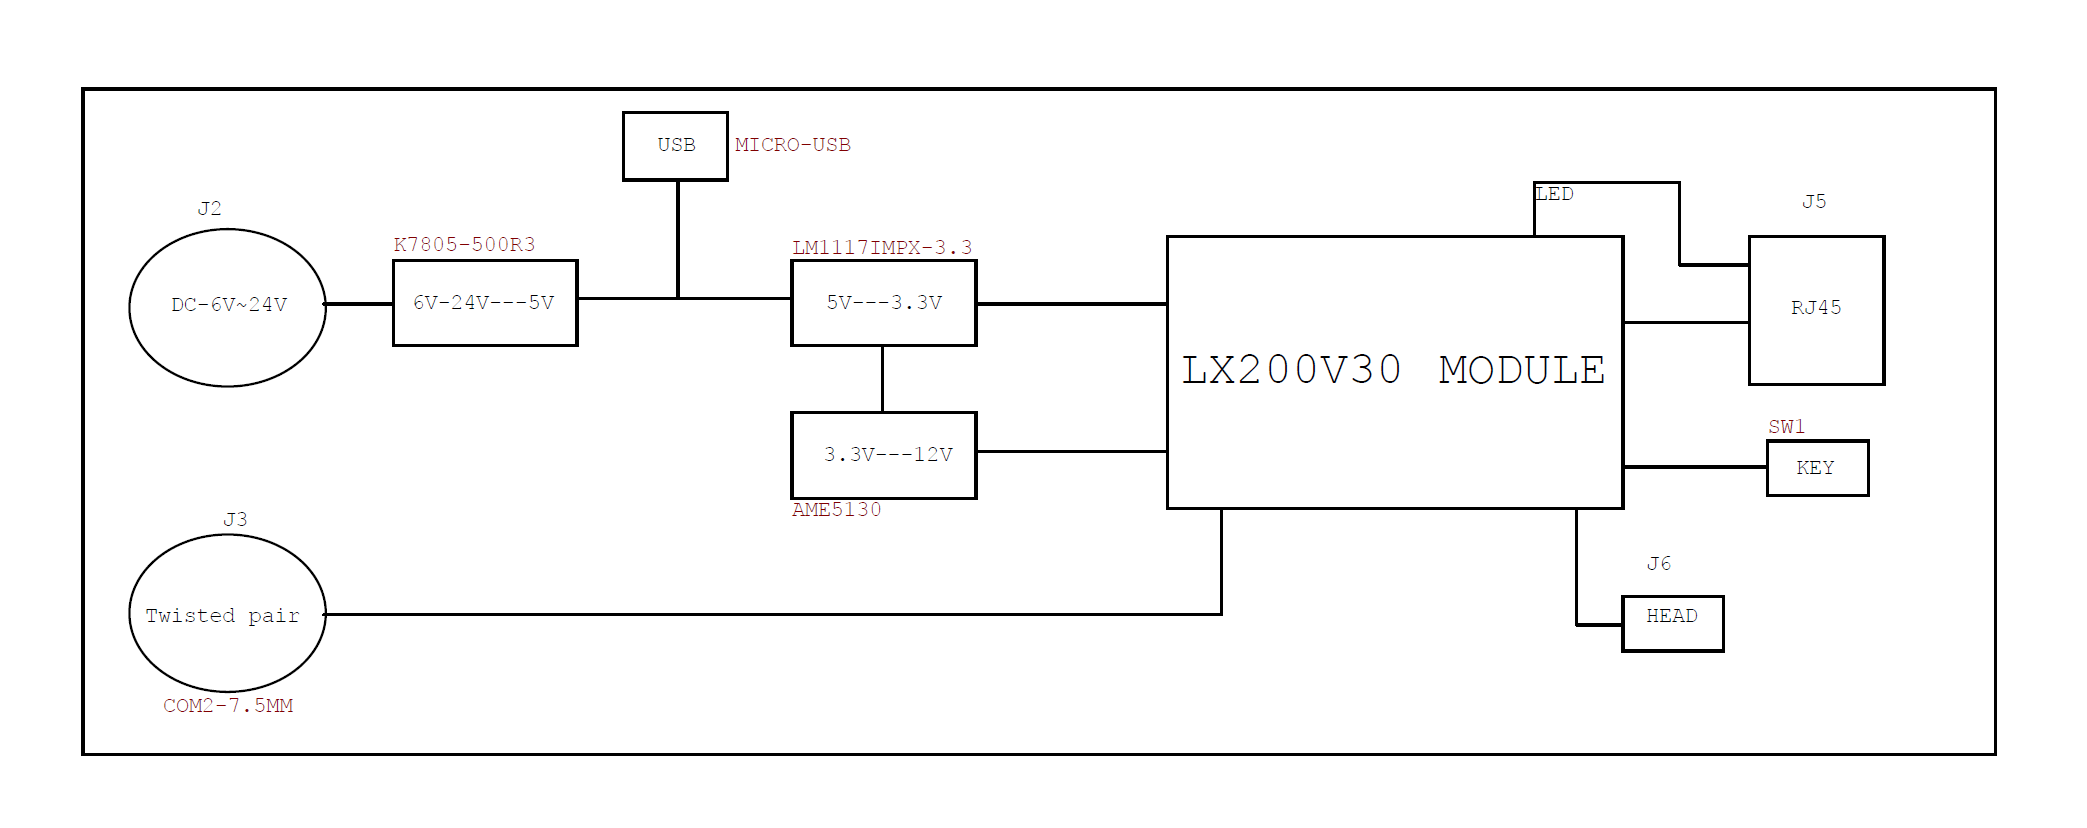 USB
MICRO-USB
LED
J5
J2
K7805-500R3
LM1117IMPX-3.3
DC-6V~24V
6V-24V---5V
5V---3.3V
RJ45
LX200V30 MODULE
SW1
3.3V---12V
KEY
AME5130
J3
J6
Twisted pair
HEAD
COM2-7.5MM